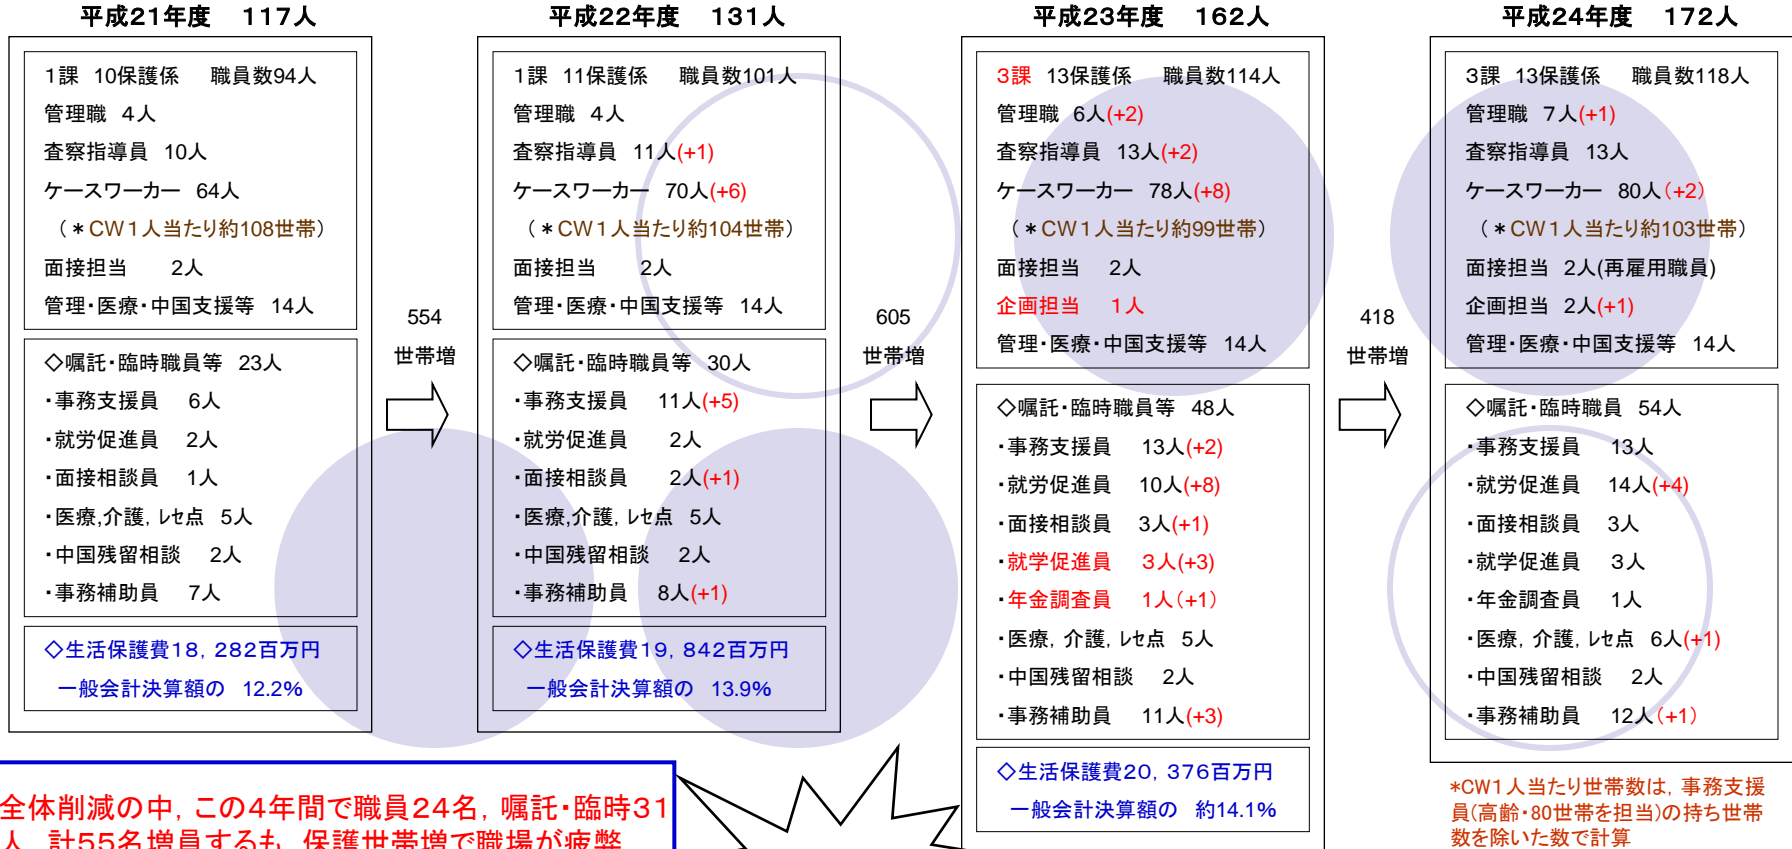 平成21年度　117人
1課 10保護係　職員数94人
管理職 4人
査察指導員 10人
ケースワーカー 64人
（＊CW１人当たり約108世帯）
面接担当　2人
管理・医療・中国支援等 14人
◇嘱託・臨時職員等 23人
・事務支援員　6人
・就労促進員　2人
・面接相談員　1人
・医療,介護, ﾚｾ点 5人
・中国残留相談　2人
・事務補助員　7人
◇生活保護費18，282百万円
一般会計決算額の 12.2%
554
世帯増
平成22年度　131人
1課 11保護係　職員数101人
管理職 4人
査察指導員 11人(+1)
ケースワーカー 70人(+6)
（＊CW１人当たり約104世帯）
面接担当　2人
管理・医療・中国支援等 14人
◇嘱託・臨時職員等 30人
・事務支援員　11人(+5)
・就労促進員　2人
・面接相談員　2人(+1)
・医療,介護, ﾚｾ点 5人
・中国残留相談　2人
・事務補助員　8人(+1)
◇生活保護費19，842百万円
一般会計決算額の 13.9%
605
世帯増
平成23年度　162人
3課 13保護係　職員数114人
管理職 6人(+2)
査察指導員 13人(+2)
ケースワーカー 78人(+8)
（＊CW１人当たり約99世帯）
面接担当　2人
企画担当　1人
管理・医療・中国支援等 14人
◇嘱託・臨時職員等 48人
・事務支援員　13人(+2)
・就労促進員　10人(+8)
・面接相談員　3人(+1)
・就学促進員　3人(+3)
・年金調査員　1人（+1）
・医療, 介護, ﾚｾ点 5人
・中国残留相談　2人
・事務補助員　11人(+3)
◇生活保護費20，376百万円
一般会計決算額の 約14.1%
418
世帯増
平成24年度　172人
3課 13保護係　職員数118人
管理職 7人(+1)
査察指導員 13人
ケースワーカー 80人（+2）
（＊CW１人当たり約103世帯）
面接担当 2人(再雇用職員)
企画担当 2人(+1)
管理・医療・中国支援等 14人
◇嘱託・臨時職員 54人
・事務支援員　13人
・就労促進員　14人(+4)
・面接相談員　3人
・就学促進員　3人
・年金調査員　1人
・医療, 介護, ﾚｾ点 6人(+1)
・中国残留相談　2人
・事務補助員　12人（+1）
*CW1人当たり世帯数は, 事務支援
員(高齢・80世帯を担当)の持ち世帯
数を除いた数で計算
全体削減の中, この4年間で職員24名, 嘱託・臨時31
人, 計55名増員するも, 保護世帯増で職場が疲弊